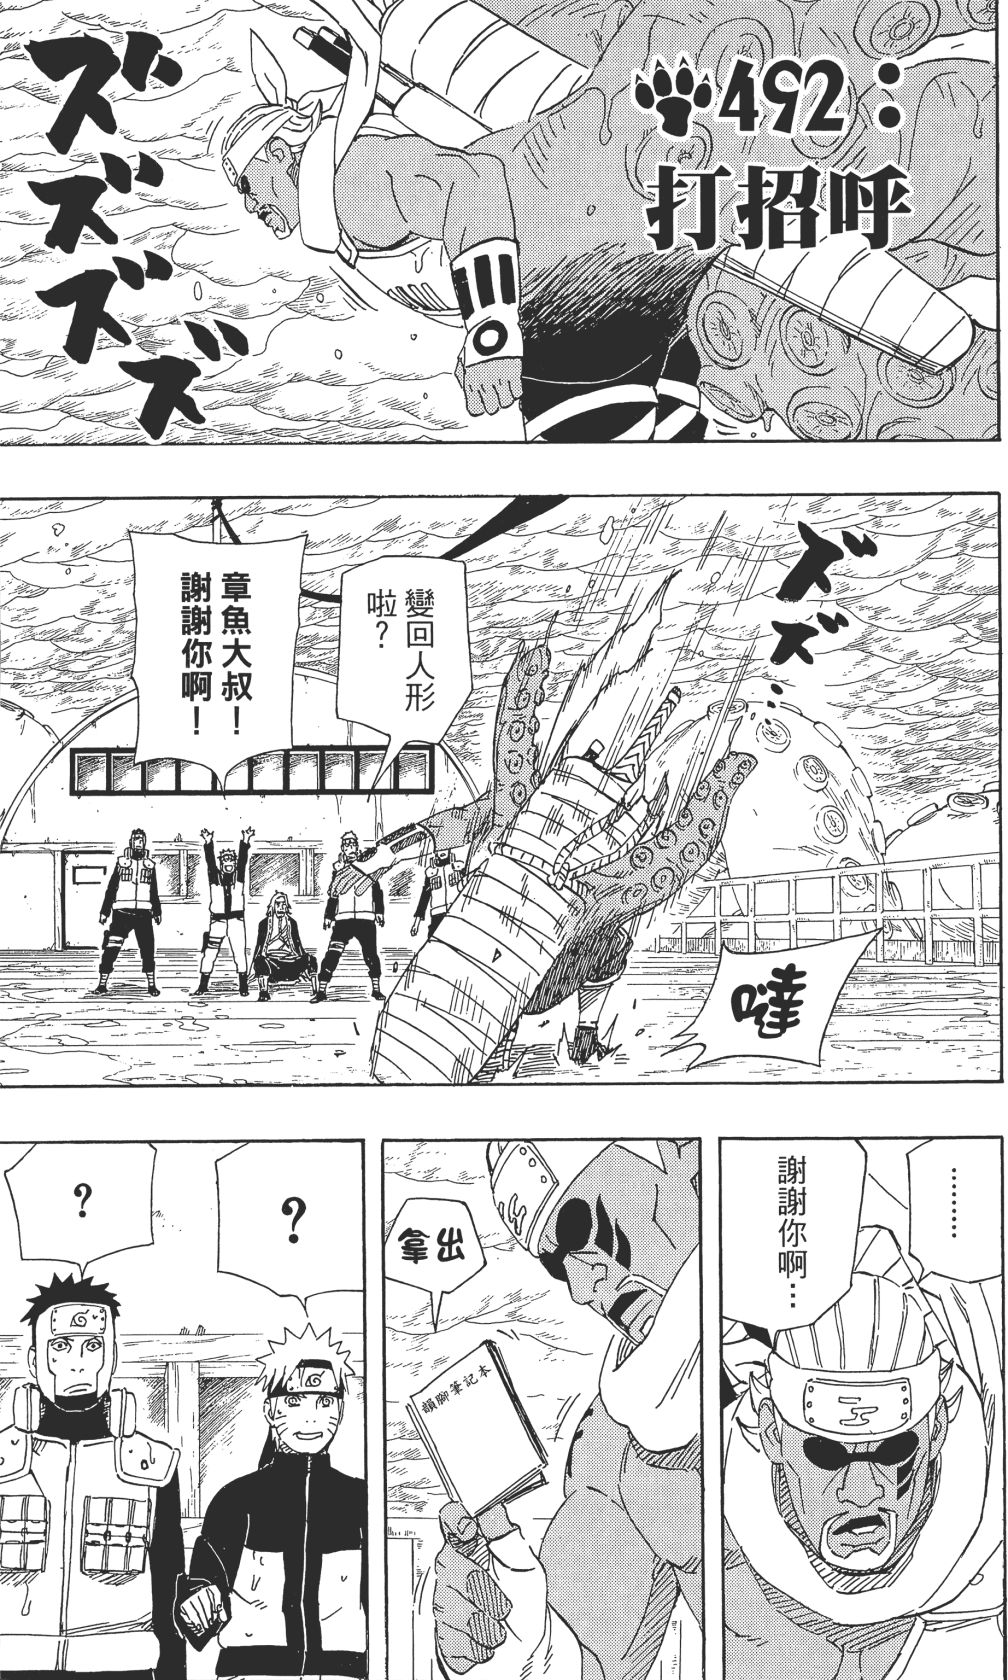 492：
打招呼
ズズズズ
ズズ
變回人形
啦？
章魚大叔！
謝謝你啊！
噠
………
謝謝你啊…
拿出
韻腳筆記本
？
？